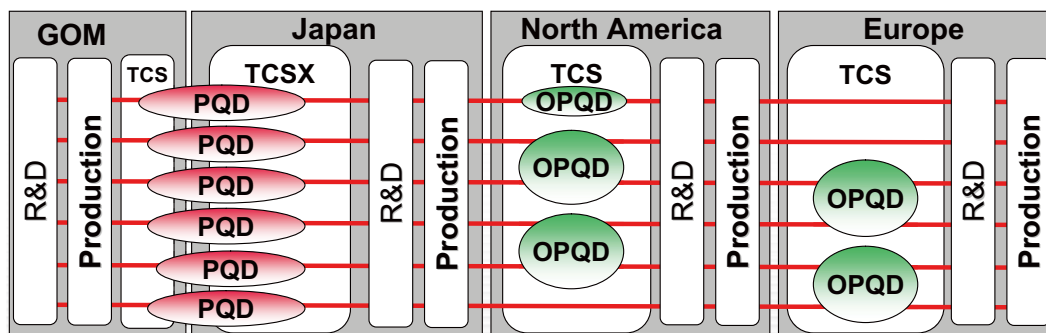 GOM
Japan
North America
Europe
TCS
TCSX
TCS
TCS
PQD
PQD
PQD
PQD
PQD
PQD
OPQD
OPQD
OPQD
OPQD
OPQD
R&D
Production
R&D
Production
R&D
Production
R&D
Production